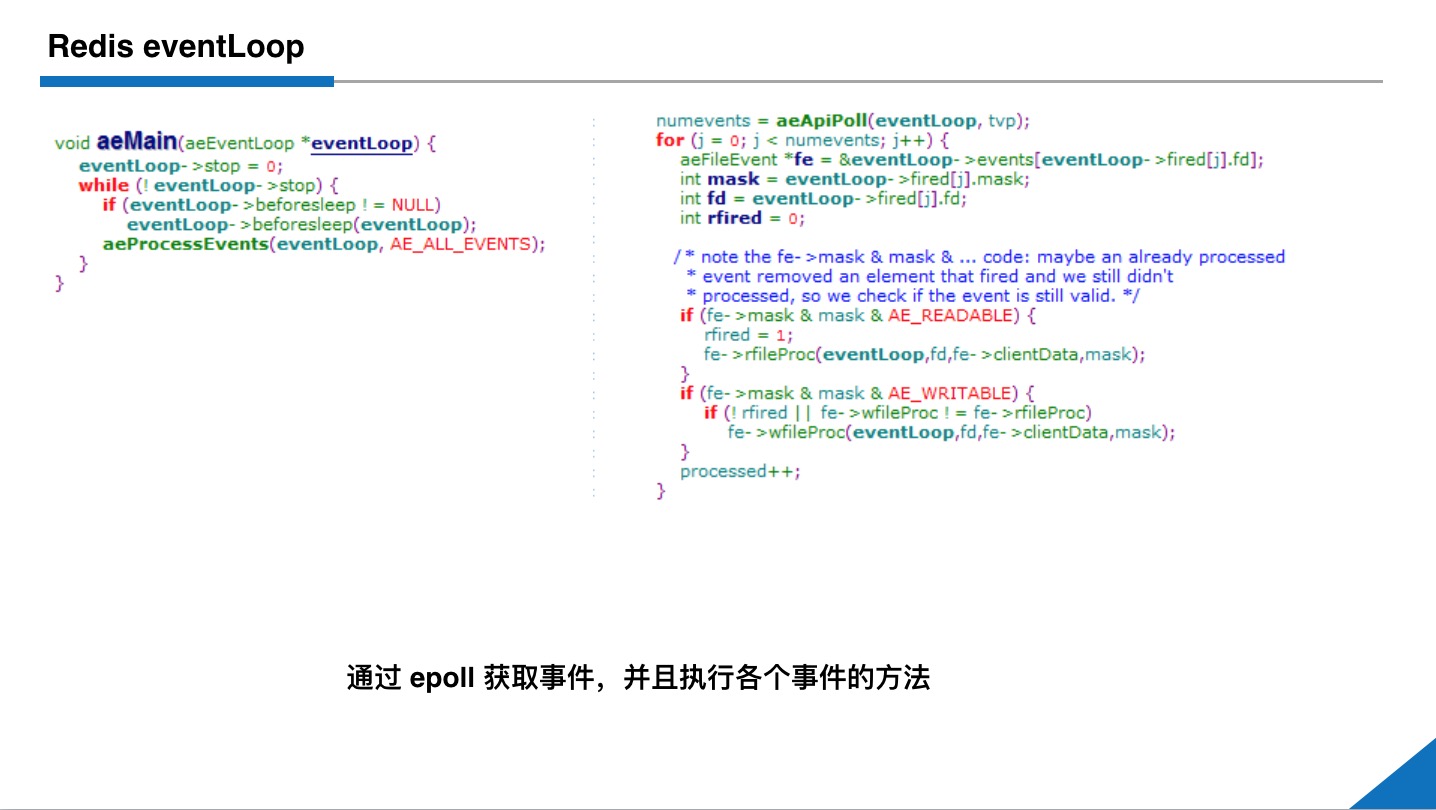 Redis eventLoop
void aeMain(aeEventLoop *eventLoop) {
eventLoop->stop = 0;
while (!eventLoop->stop) {
if (eventLoop->beforesleep != NULL)
eventLoop->beforesleep(eventLoop);
aeProcessEvents(eventLoop, AE_ALL_EVENTS);
}
}
numevents = aeApiPoll(eventLoop, tvp);
for (j = 0; j < numevents; j++) {
aeFileEvent *fe = &eventLoop->events[eventLoop->fired[j].fd];
int mask = eventLoop->fired[j].mask;
int fd = eventLoop->fired[j].fd;
int rfired = 0;
/* note the fe->mask & mask & ... code: maybe an already processed
* event removed an element that fired and we still didn't
* processed, so we check if the event is still valid. */
if (fe->mask & mask & AE_READABLE) {
rfired = 1;
fe->rfileProc(eventLoop,fd,fe->clientData,mask);
}
if (fe->mask & mask & AE_WRITABLE) {
if (!rfired || fe->wfileProc != fe->rfileProc)
fe->wfileProc(eventLoop,fd,fe->clientData,mask);
}
processed++;
}
通过 epoll 获取事件，并且执行各个事件的方法